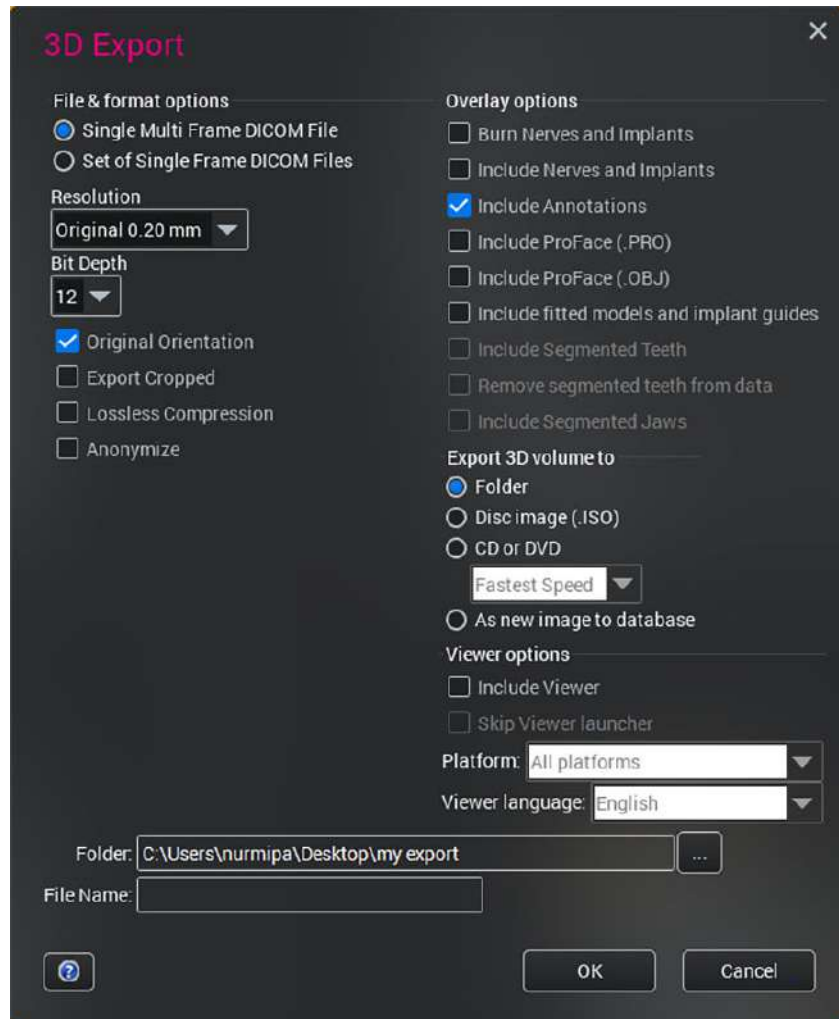 3D Export
File & format options
Single Multi Frame DICOM File
Set of Single Frame DICOM Files
Resolution
Original 0.20 mm
Bit Depth
12
Original Orientation
Export Cropped
Lossless Compression
Anonymize
Overlay options
Burn Nerves and Implants
Include Nerves and Implants
Include Annotations
Include ProFace (.PRO)
Include ProFace (.OBJ)
Include fitted models and implant guides
Include Segmented Teeth
Remove segmented teeth from data
Include Segmented Jaws
Export 3D volume to
Folder
Disc image (.ISO)
CD or DVD
Fastest Speed
As new image to database
Viewer options
Include Viewer
Skip Viewer launcher
Platform: All platforms
Viewer language: English
Folder: C:\Users\nurmipa\Desktop\my export
...
File Name:
?
OK
Cancel